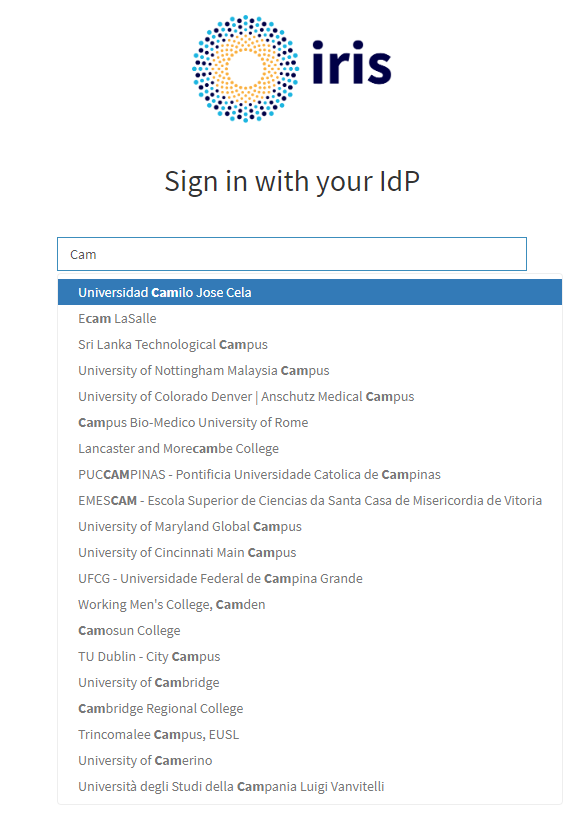 iris
Sign in with your IdP
Cam
Universidad Camilo Jose Cela
Ecam LaSalle
Sri Lanka Technological Campus
University of Nottingham Malaysia Campus
University of Colorado Denver | Anschutz Medical Campus
Campus Bio-Medico University of Rome
Lancaster and Morecambe College
PUCCAMPINAS - Pontificia Universidade Catolica de Campinas
EMESCAM - Escola Superior de Ciencias da Santa Casa de Misericordia de Vitoria
University of Maryland Global Campus
University of Cincinnati Main Campus
UFCG - Universidade Federal de Campina Grande
Working Men's College, Camden
Camosun College
TU Dublin - City Campus
University of Cambridge
Cambridge Regional College
Trincomalee Campus, EUSL
University of Camerino
Università degli Studi della Campania Luigi Vanvitelli